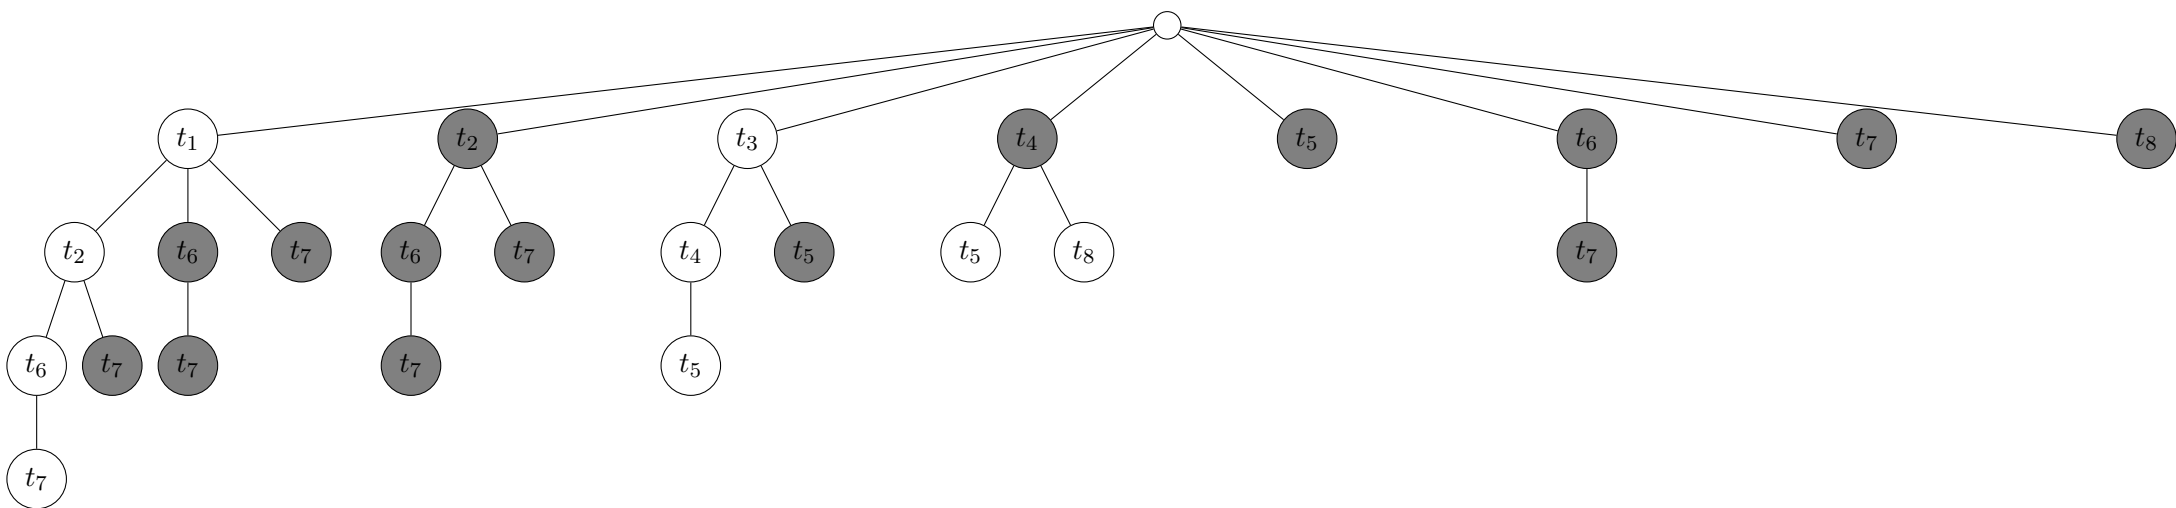 t₁ t₂ t₃ t₄ t₅ t₆ t₇ t₈
t₂ t₆ t₇ t₆ t₇ t₄ t₅ t₅ t₈ t₇
t₆ t₇ t₇ t₇ t₅
t₇